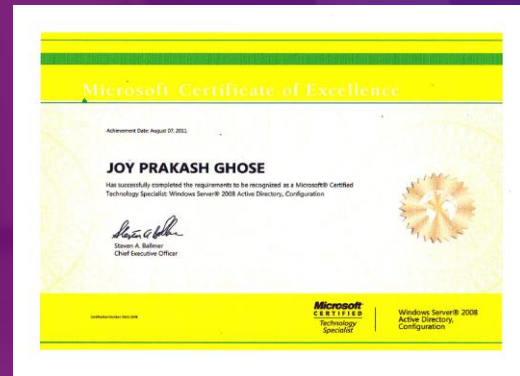 Microsoft Certificate of Excellence
Achievement Date: August 07, 2011
JOY PRAKASH GHOSE
Has successfully completed the requirements to be recognized as a Microsoft® Certified
Technology Specialist: Windows Server® 2008 Active Directory, Configuration
Steven A. Ballmer
Chief Executive Officer
Microsoft
CERTIFIED
Technology
Specialist
Windows Server® 2008
Active Directory,
Configuration